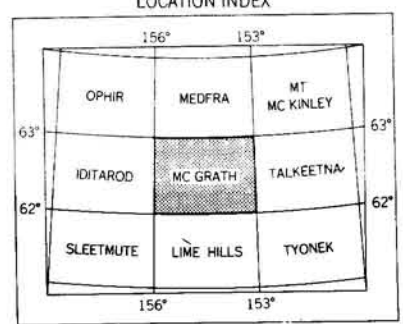 LOCATION INDEX
156° 153°
OPHIR MEDFRA MT
MC KINLEY
63° 63°
IDITAROD MC GRATH TALKEETNA
62° 62°
SLEETMUTE LIME HILLS TYONEK
156° 153°